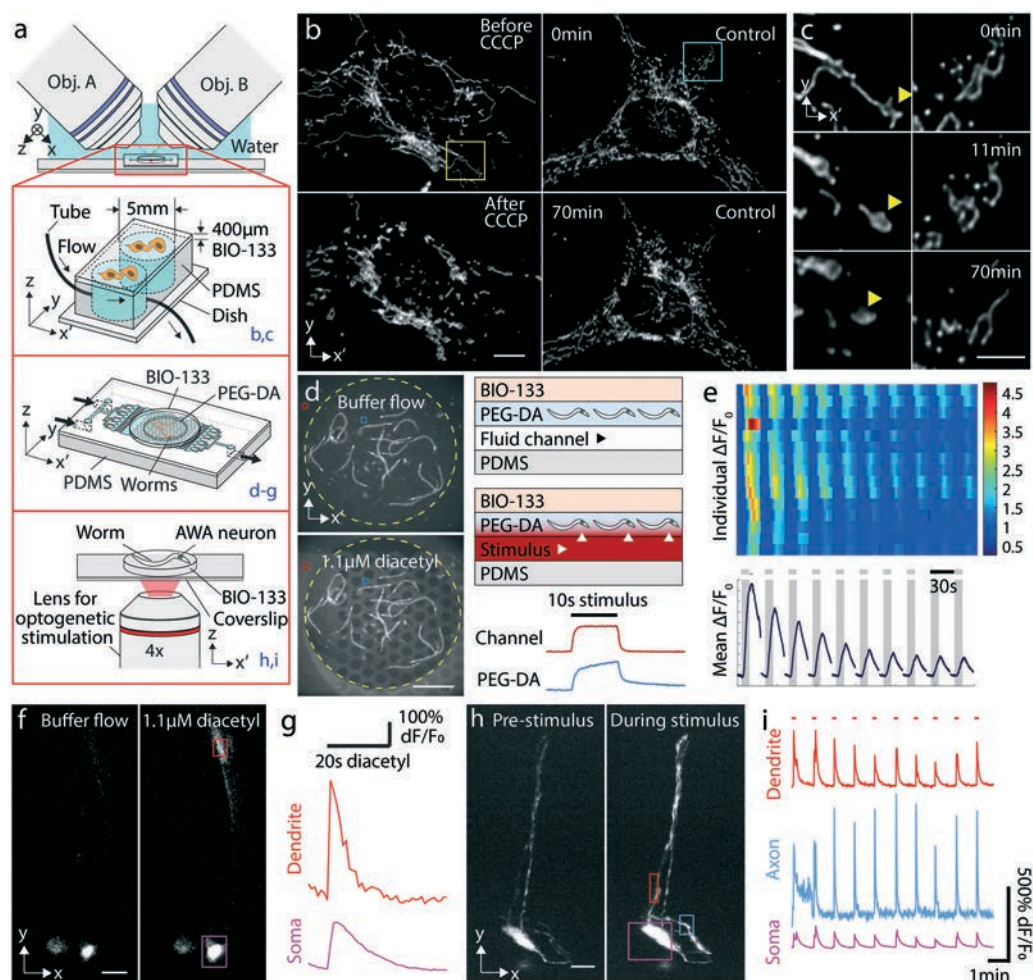 a
Obj. A
Obj. B
y
z
x
Water
Tube
5mm
Flow
400µm
BIO-133
PDMS
Dish
z
y
x'
b,c
BIO-133
PEG-DA
z
y
x'
PDMS
Worms
d-g
Worm
AWA neuron
BIO-133
Coverslip
Lens for
optogenetic
stimulation
4x
z
x'
h,i
b
Before
CCCP
0min
Control
After
CCCP
70min
Control
y
x'
c
y
x'
0min
11min
70min
d
Buffer flow
y
x'
1.1µM diacetyl
BIO-133
PEG-DA
Fluid channel
PDMS
BIO-133
PEG-DA
Stimulus
PDMS
10s stimulus
Channel
PEG-DA
e
Individual ΔF/F0
4.5
4
3.5
3
2.5
2
1.5
1
0.5
30s
Mean ΔF/F0
f
Buffer flow
1.1µM diacetyl
y
x
g
100%
dF/F0
20s diacetyl
Dendrite
Soma
h
Pre-stimulus
During stimulus
y
x
i
Dendrite
Axon
Soma
500% dF/F0
1min